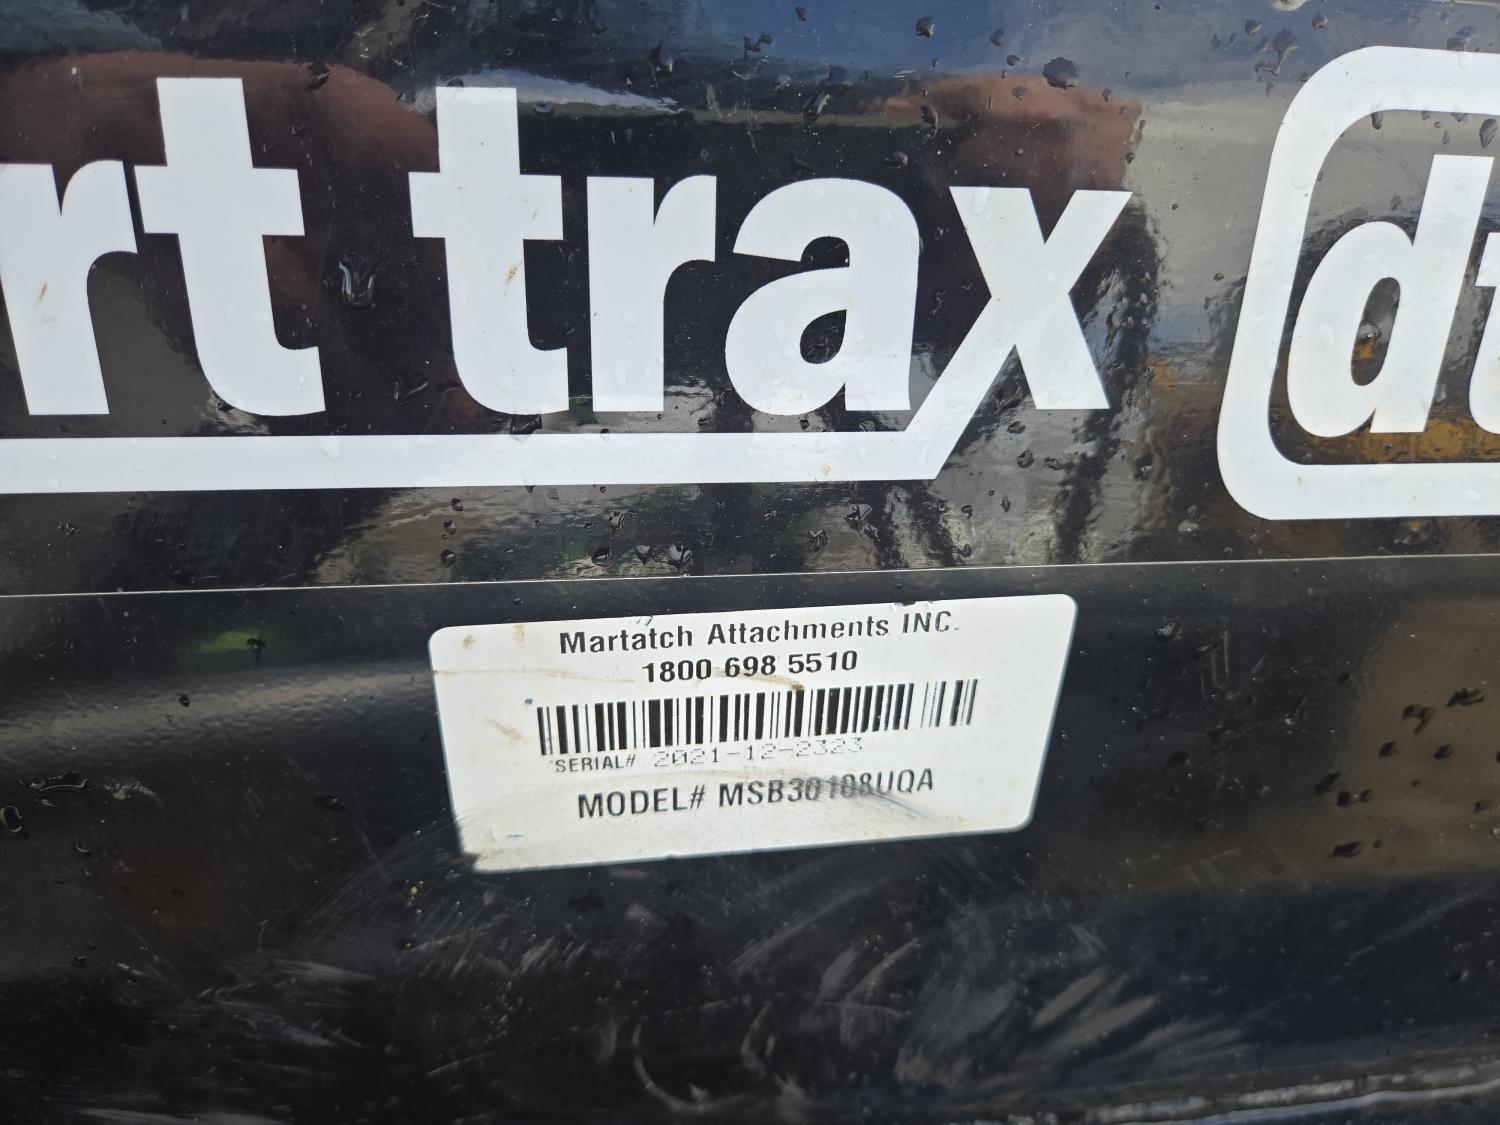 rt trax
Martatch Attachments INC.
1800 698 5510
SERIAL# 2021-12-2323
MODEL# MSB30108UQA